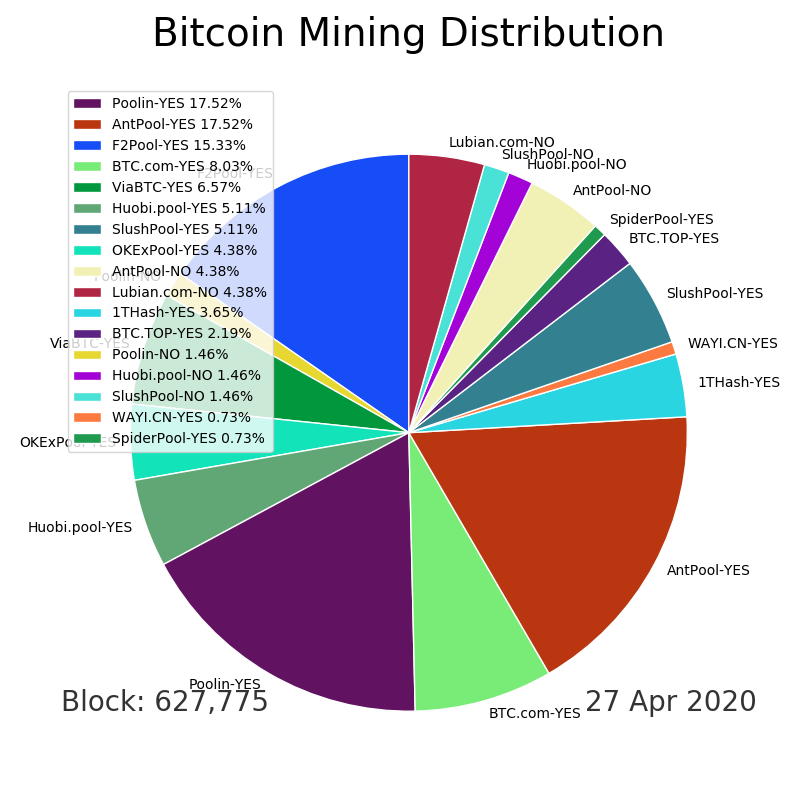 Bitcoin Mining Distribution
Poolin-YES 17.52%
AntPool-YES 17.52%
F2Pool-YES 15.33%
BTC.com-YES 8.03%
ViaBTC-YES 6.57%
Huobi.pool-YES 5.11%
SlushPool-YES 5.11%
OKExPool-YES 4.38%
AntPool-NO 4.38%
Lubian.com-NO 4.38%
1THash-YES 3.65%
BTC.TOP-YES 2.19%
Poolin-NO 1.46%
Huobi.pool-NO 1.46%
SlushPool-NO 1.46%
WAYI.CN-YES 0.73%
SpiderPool-YES 0.73%
Lubian.com-NO
SlushPool-NO
Huobi.pool-NO
AntPool-NO
SpiderPool-YES
BTC.TOP-YES
SlushPool-YES
WAYI.CN-YES
1THash-YES
AntPool-YES
BTC.com-YES
Poolin-YES
Huobi.pool-YES
OKExPool-YES
ViaBTC-YES
Poolin-NO
F2Pool-YES
Block: 627,775
27 Apr 2020